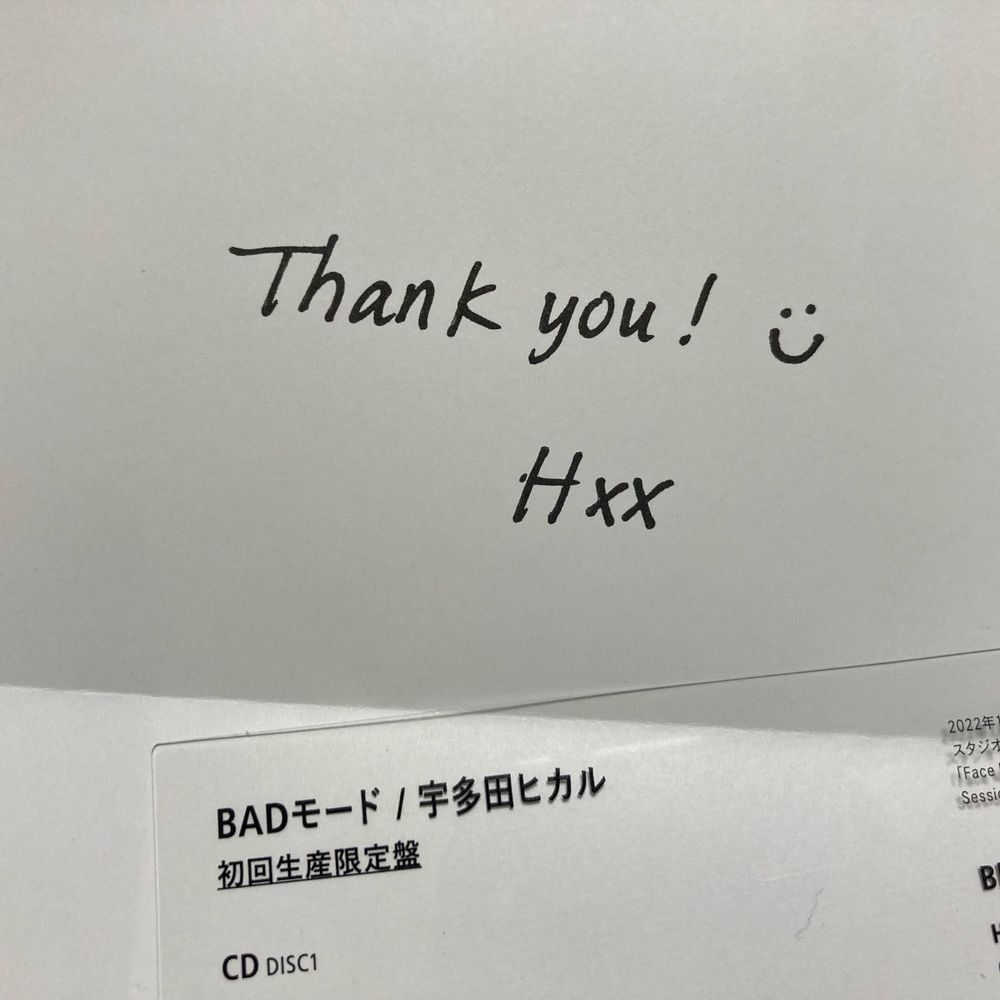 Thank you! :)
Hxx
BADモード / 宇多田ヒカル
初回生産限定盤
CD DISC1
2022年1
スタジオ
「Face
Sessio